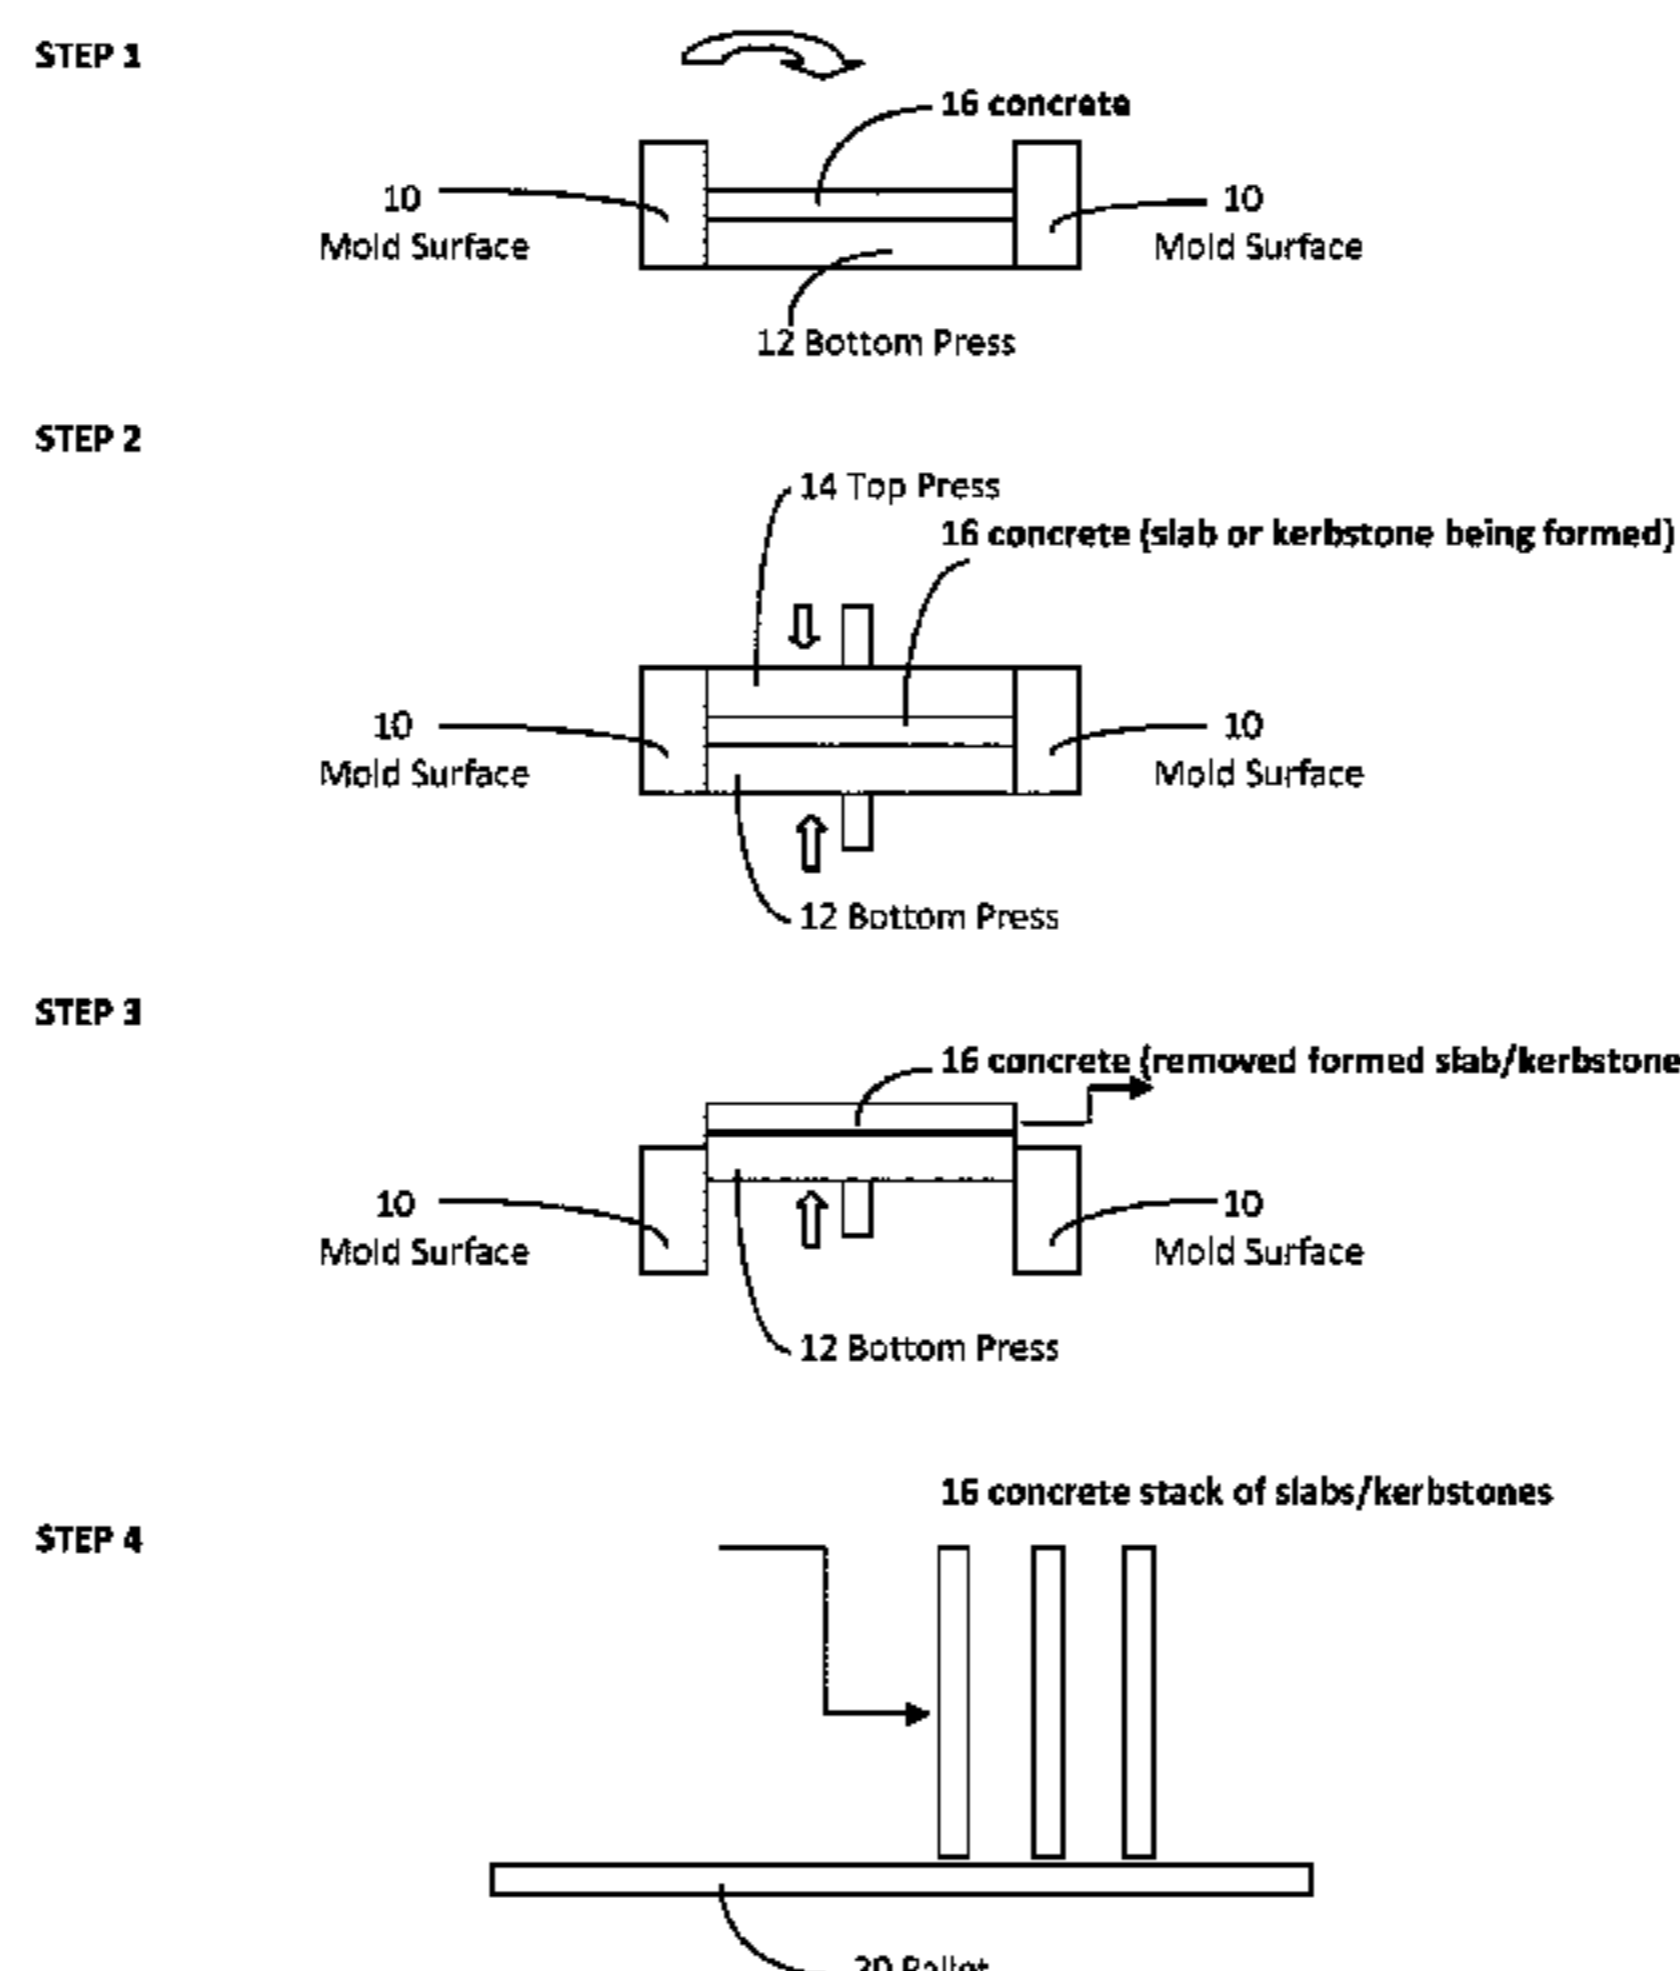 STEP 1
16 concrete
10
Mold Surface
10
Mold Surface
12 Bottom Press
STEP 2
14 Top Press
16 concrete (slab or kerbstone being formed)
10
Mold Surface
10
Mold Surface
12 Bottom Press
STEP 3
16 concrete (removed formed slab/kerbstone
10
Mold Surface
10
Mold Surface
12 Bottom Press
16 concrete stack of slabs/kerbstones
STEP 4
Pallet